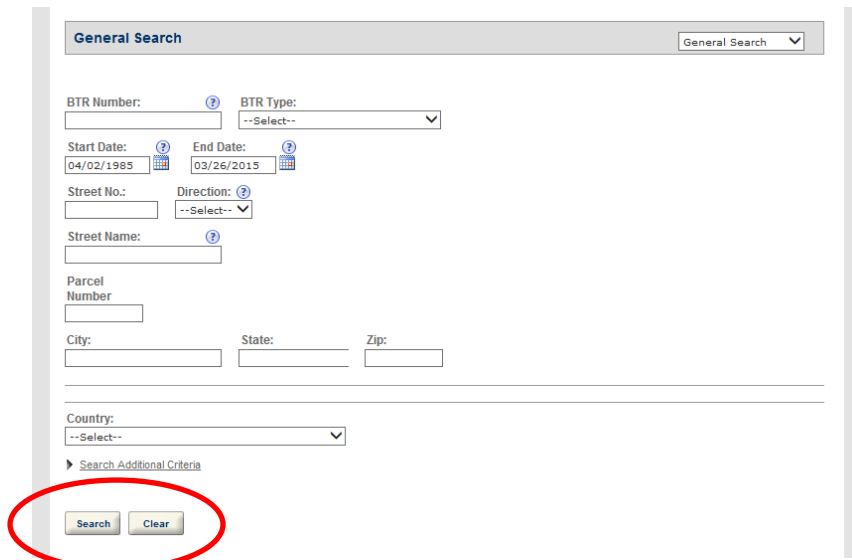 General Search General Search
BTR Number: ? BTR Type:
--Select--
Start Date: ? End Date: ?
04/02/1985 03/26/2015
Street No.: Direction: ?
--Select--
Street Name: ?
Parcel
Number
City: State: Zip:
Country:
--Select--
Search Additional Criteria
Search Clear